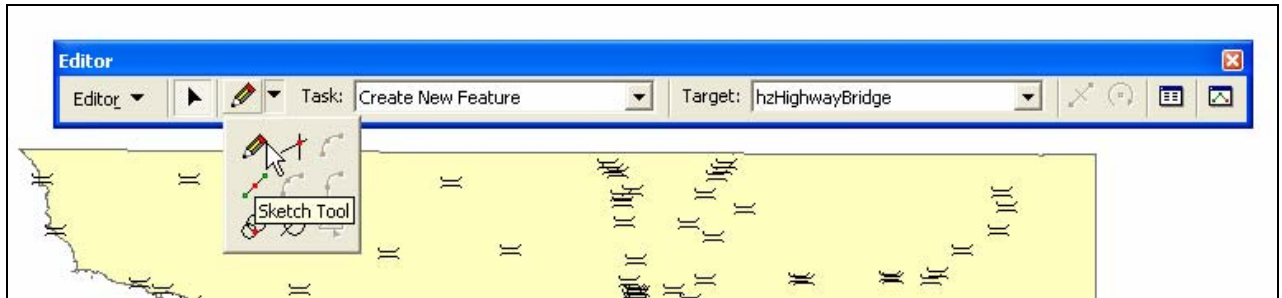 Editor
Editor Task: Create New Feature Target: hzHighwayBridge
Sketch Tool